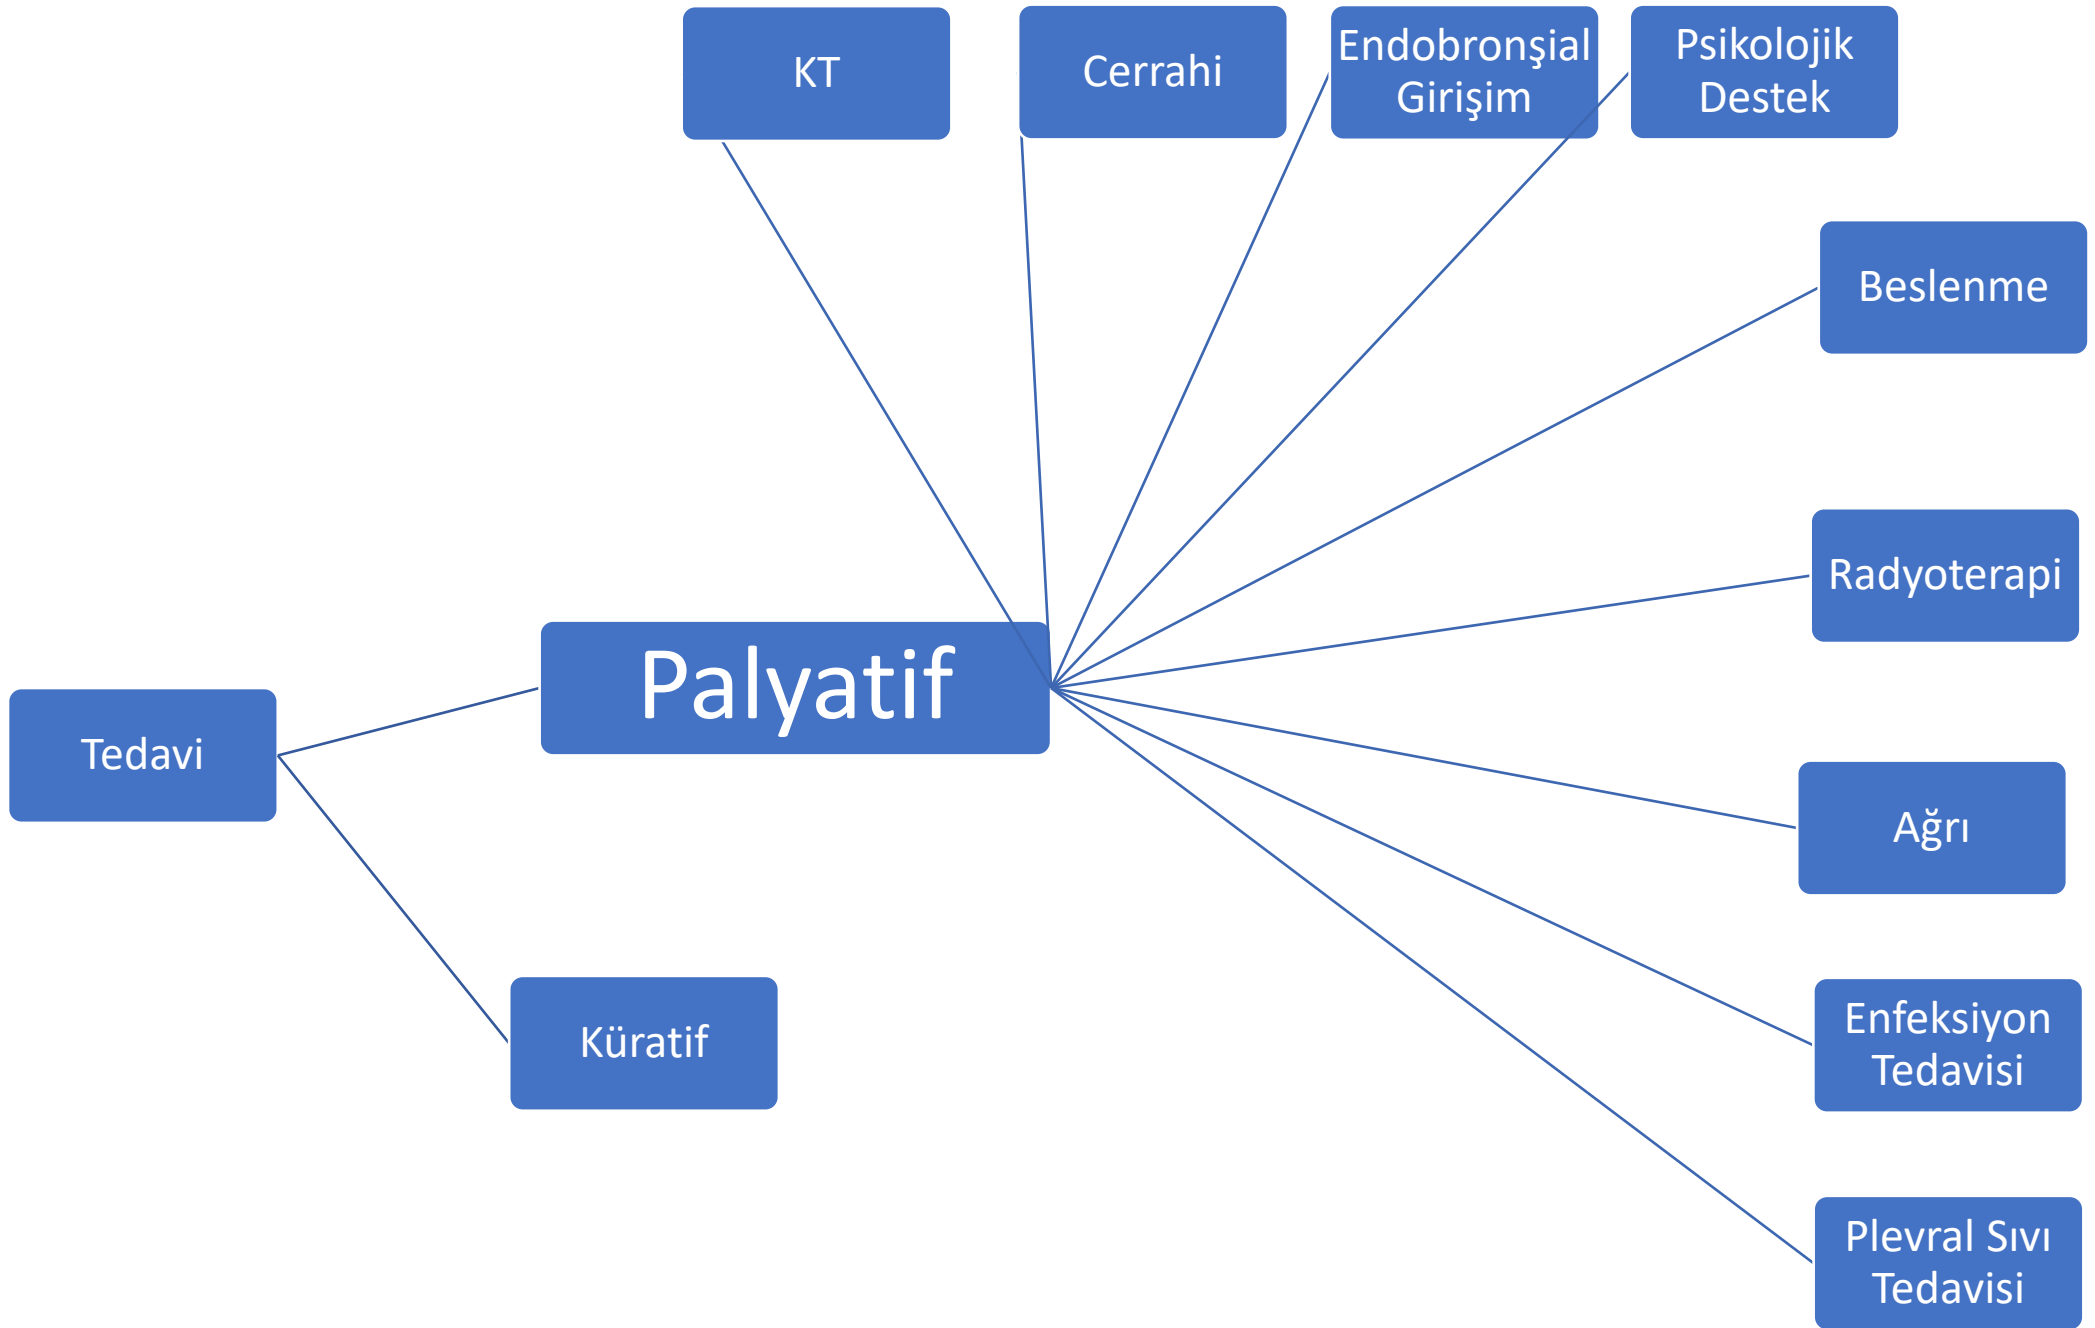 KT
Cerrahi
Endobronşial
Girişim
Psikolojik
Destek
Beslenme
Radyoterapi
Palyatif
Tedavi
Ağrı
Küratif
Enfeksiyon
Tedavisi
Plevral Sıvı
Tedavisi